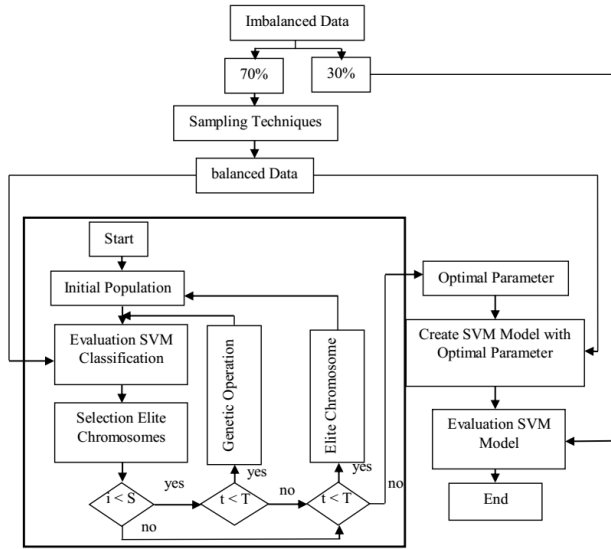 Imbalanced Data
70%
30%
Sampling Techniques
balanced Data
Start
Initial Population
Optimal Parameter
Evaluation SVM
Classification
Genetic Operation
Elite Chromosome
Create SVM Model with
Optimal Parameter
Selection Elite
Chromosomes
Evaluation SVM
Model
i < S
yes
no
t < T
yes
no
t < T
yes
no
End